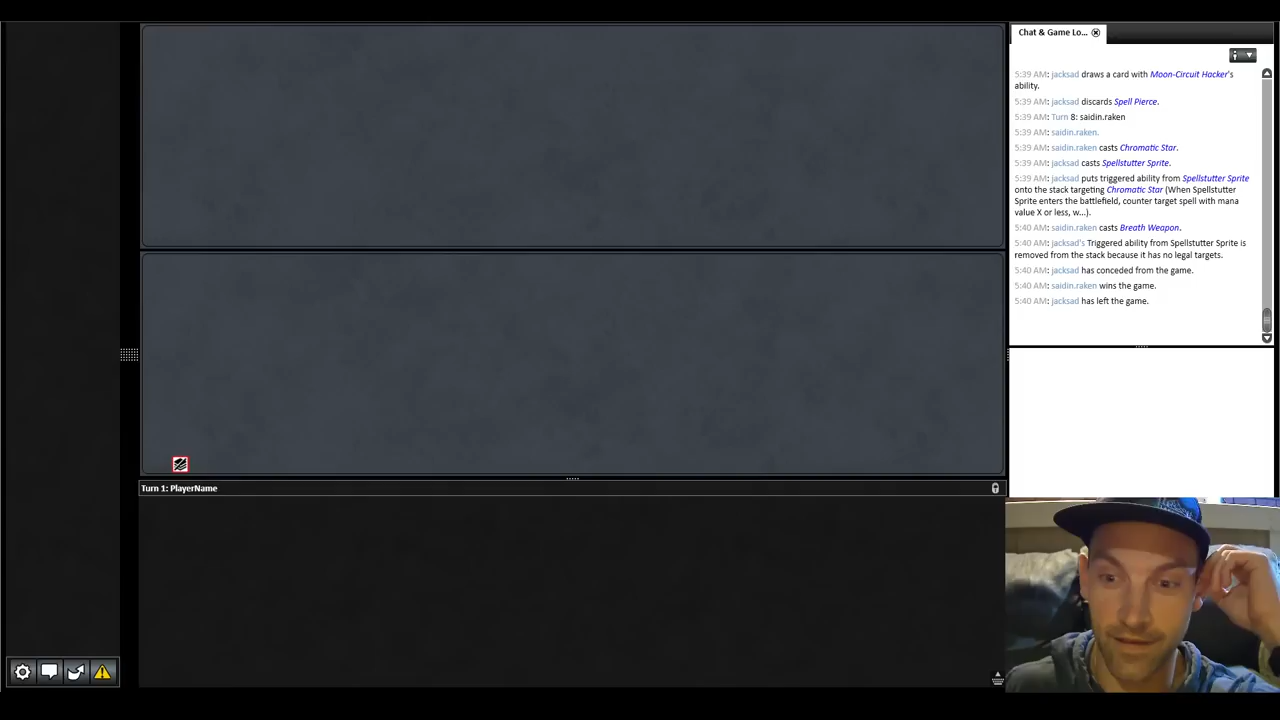 Chat & Game Lo...
5:39 AM: jacksad draws a card with Moon-Circuit Hacker's
ability.
5:39 AM: jacksad discards Spell Pierce.
5:39 AM: Turn 8: saidin.raken
5:39 AM: saidin.raken.
5:39 AM: saidin.raken casts Chromatic Star.
5:39 AM: jacksad casts Spellstutter Sprite.
5:39 AM: jacksad puts triggered ability from Spellstutter Sprite
onto the stack targeting Chromatic Star (When Spellstutter
Sprite enters the battlefield, counter target spell with mana
value X or less, w...).
5:40 AM: saidin.raken casts Breath Weapon.
5:40 AM: jacksad's Triggered ability from Spellstutter Sprite is
removed from the stack because it has no legal targets.
5:40 AM: jacksad has conceded from the game.
5:40 AM: saidin.raken wins the game.
5:40 AM: jacksad has left the game.
Turn 1: PlayerName